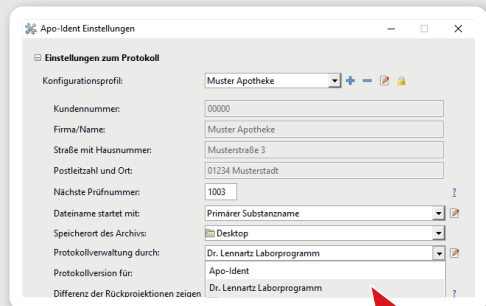 Apo-Ident Einstellungen
Einstellungen zum Protokoll
Konfigurationsprofil: Muster Apotheke
Kundennummer: 00000
Firma/Name: Muster Apotheke
Straße mit Hausnummer: Musterstraße 3
Postleitzahl und Ort: 01234 Musterstadt
Nächste Prüfnummer: 1003 ?
Dateiname startet mit: Primärer Substanzname
Speicherort des Archivs: Desktop
Protokollverwaltung durch: Dr. Lennartz Laborprogramm
Apo-Ident
Protokollversion für: Dr. Lennartz Laborprogramm
Differenz der Rückprojektionen zeigen ?